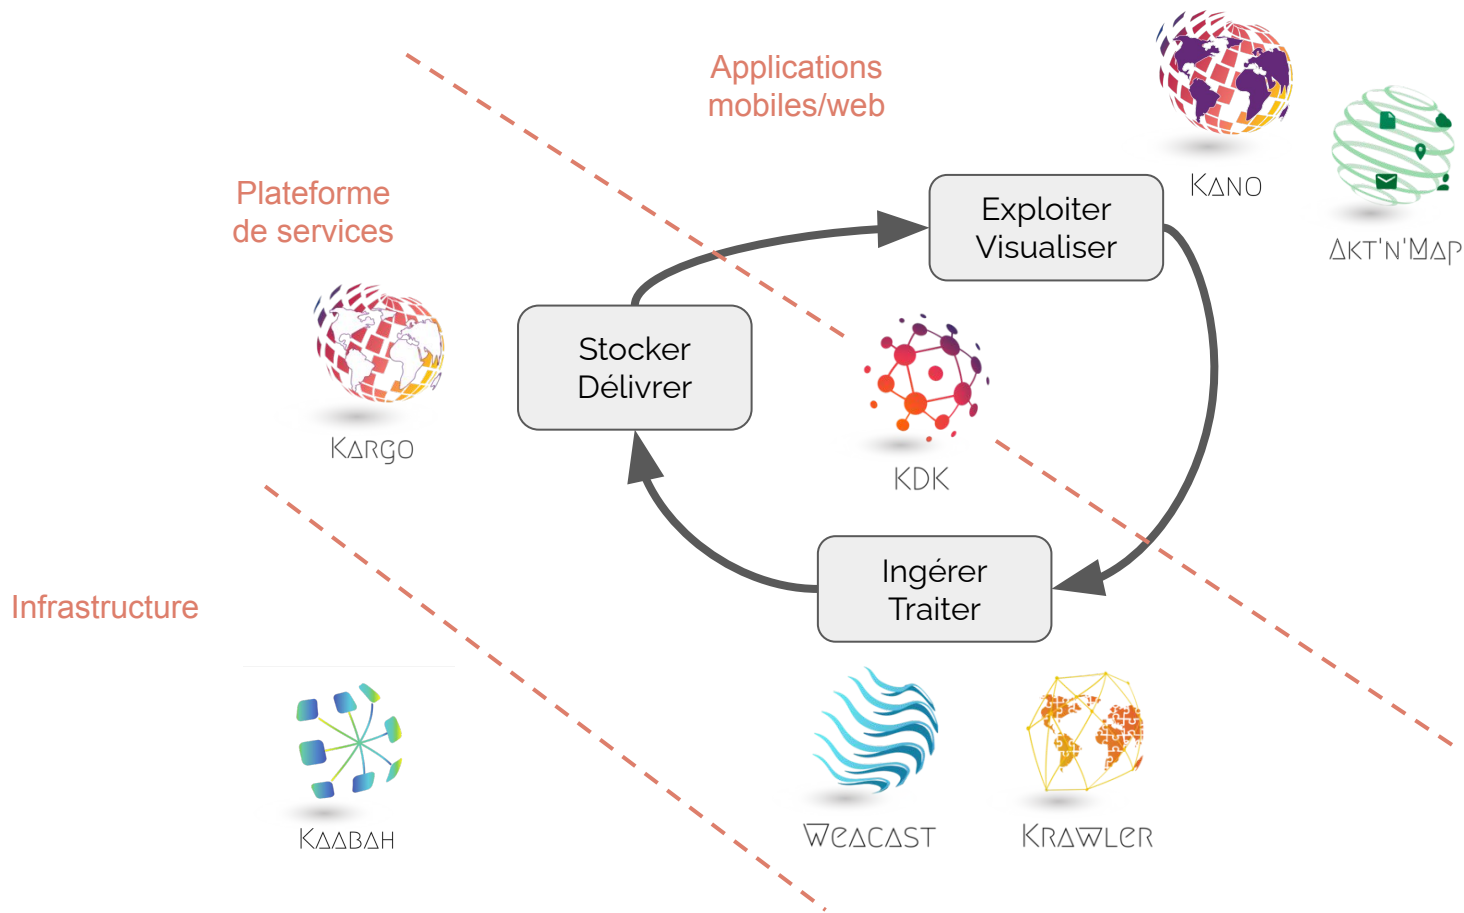 Applications
mobiles/web
KANO
AKT'N'MAP
Plateforme
de services
Exploiter
Visualiser
KARGO
Stocker
Délivrer
KDK
Infrastructure
Ingérer
Traiter
KAABAH
WEACAST
KRAWLER